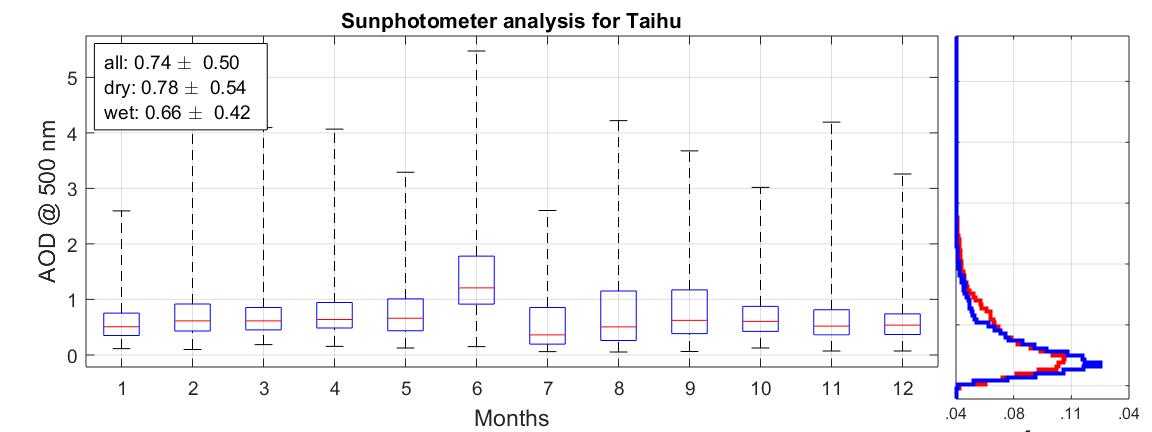 Sunphotometer analysis for Taihu
all: 0.74 ± 0.50
dry: 0.78 ± 0.54
wet: 0.66 ± 0.42
AOD @ 500 nm
5
4
3
2
1
0
1 2 3 4 5 6 7 8 9 10 11 12
Months
.04 .08 .11 .04